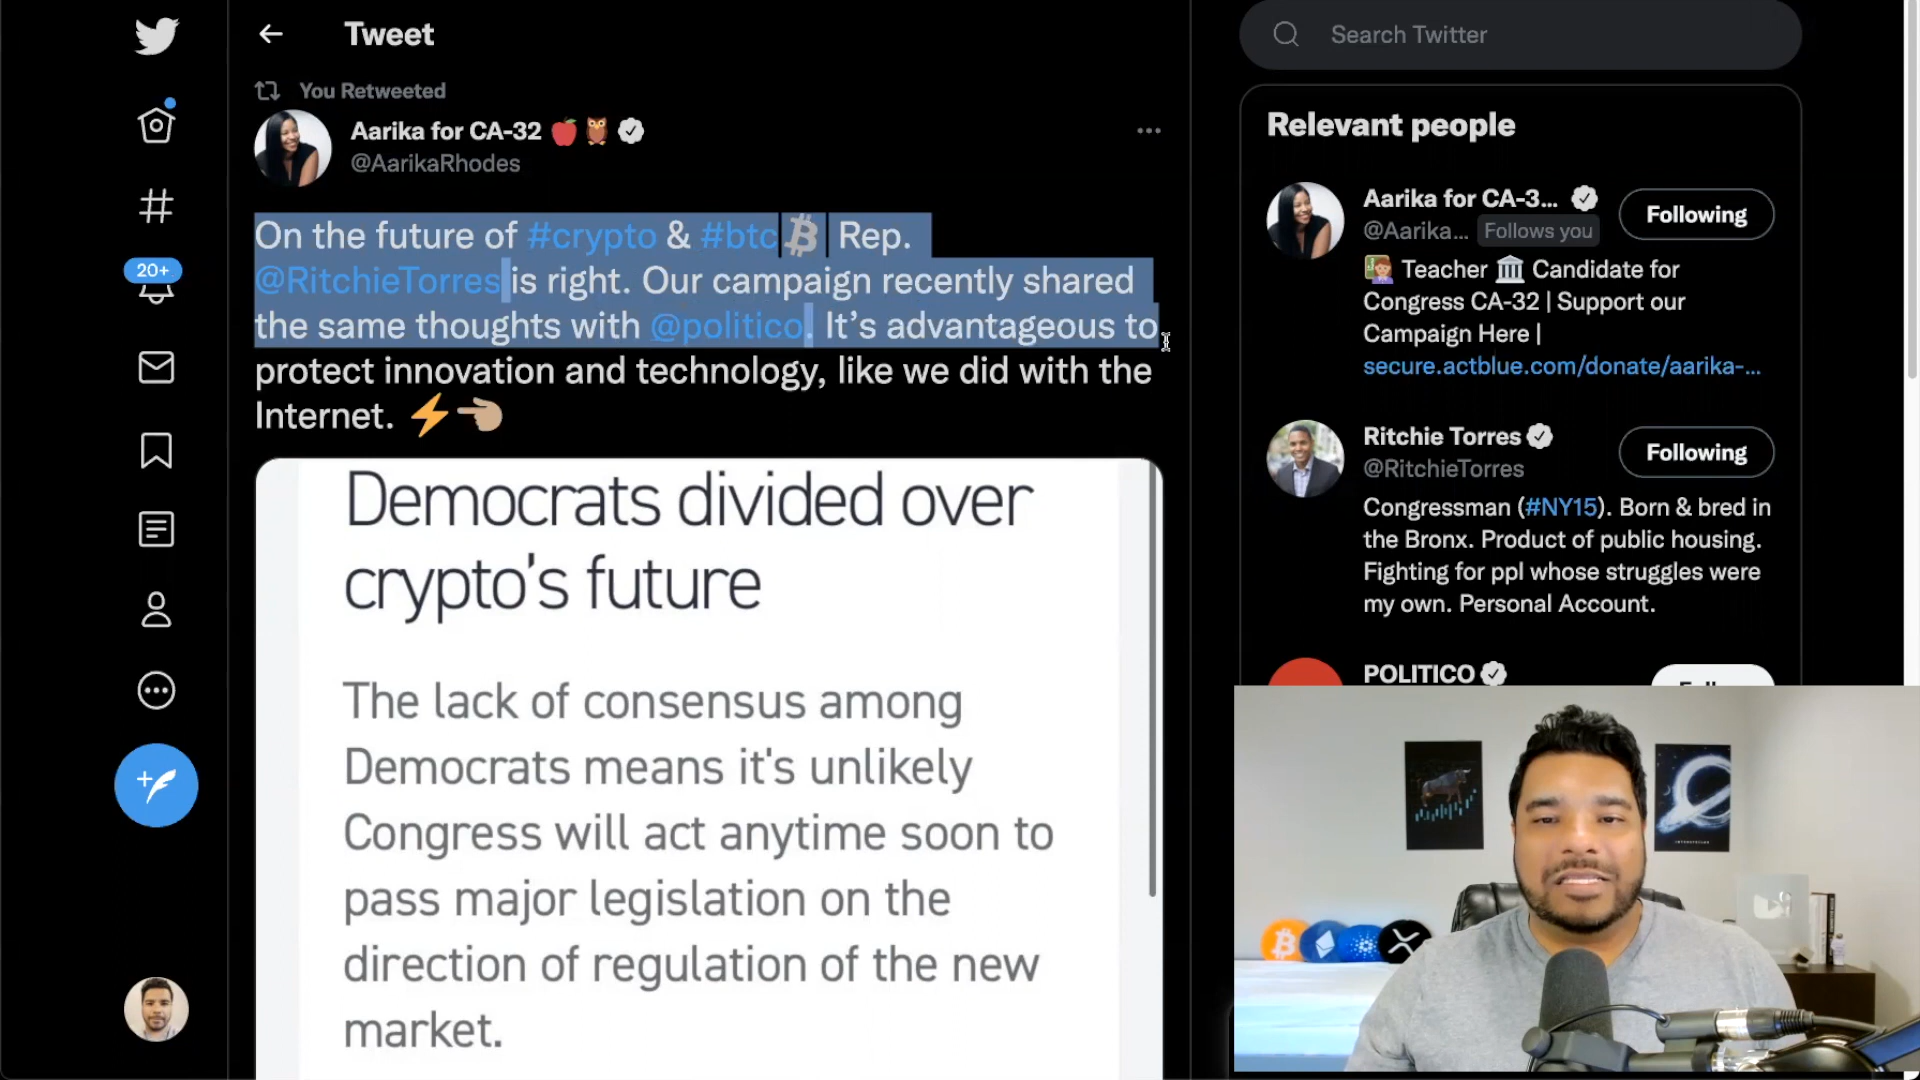 Tweet
You Retweeted
Aarika for CA-32
@AarikaRhodes
On the future of #crypto & #btc Rep.
@RitchieTorres is right. Our campaign recently shared
the same thoughts with @politico. It’s advantageous to
protect innovation and technology, like we did with the
Internet.
Democrats divided over
crypto's future
The lack of consensus among
Democrats means it's unlikely
Congress will act anytime soon to
pass major legislation on the
direction of regulation of the new
market.
20+
Search Twitter
Relevant people
Aarika for CA-3...
@Aarika... Follows you
Following
Teacher Candidate for
Congress CA-32 | Support our
Campaign Here |
secure.actblue.com/donate/aarika-...
Ritchie Torres
@RitchieTorres
Following
Congressman (#NY15). Born & bred in
the Bronx. Product of public housing.
Fighting for ppl whose struggles were
my own. Personal Account.
POLITICO